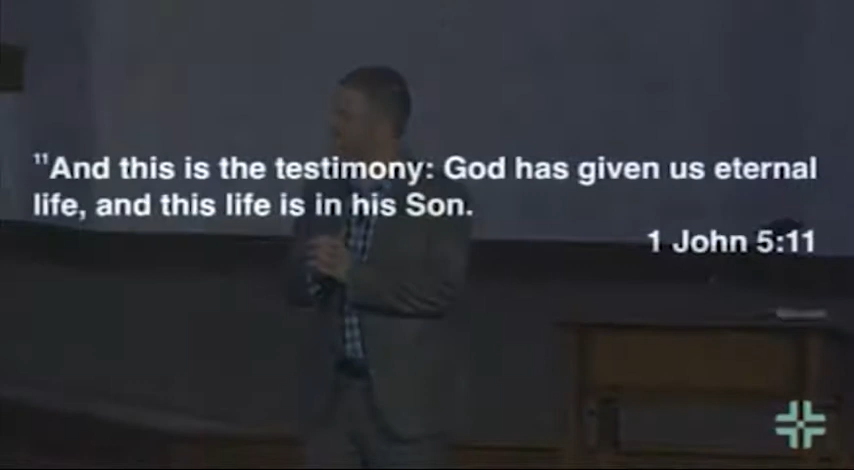 ¹¹And this is the testimony: God has given us eternal
life, and this life is in his Son.
1 John 5:11